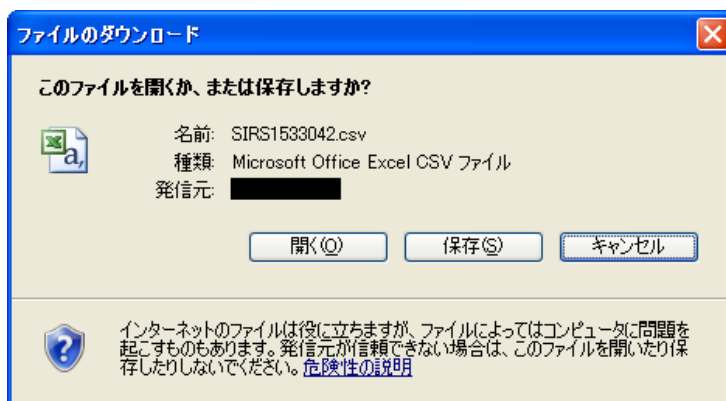 ファイルのダウンロード
このファイルを開くか、または保存しますか?
名前: SIRS1533042.csv
種類: Microsoft Office Excel CSV ファイル
発信元:
開く(O)
保存(S)
キャンセル
インターネットのファイルは役に立ちますが、ファイルによってはコンピュータに問題を
起こすものもあります。発信元が信頼できない場合は、このファイルを開いたり保
存したりしないでください。危険性の説明